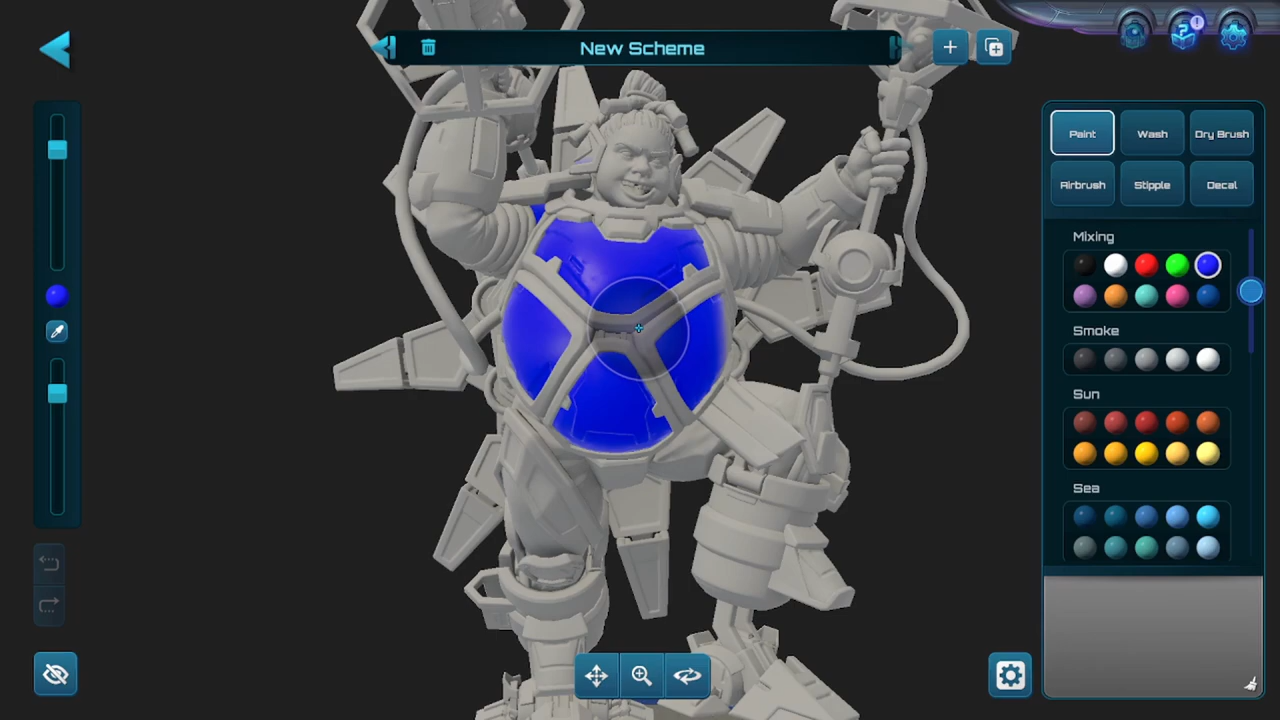 New Scheme
Paint
Wash
Dry Brush
Airbrush
Stipple
Decal
Mixing
Smoke
Sun
Sea